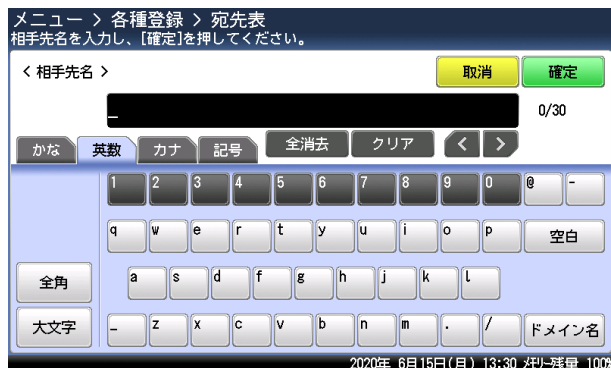 メニュー > 各種登録 > 宛先表
相手先名を入力し、[確定]を押してください。
<相手先名> 取消 確定
_ 0/30
かな 英数 カナ 記号 全消去 クリア < >
1 2 3 4 5 6 7 8 9 0 @ -
q w e r t y u i o p 空白
全角 a s d f g h j k l
大文字 _ z x c v b n m . / ドメイン名
2020年 6月15日(月) 13:30 メモリー残量 100%